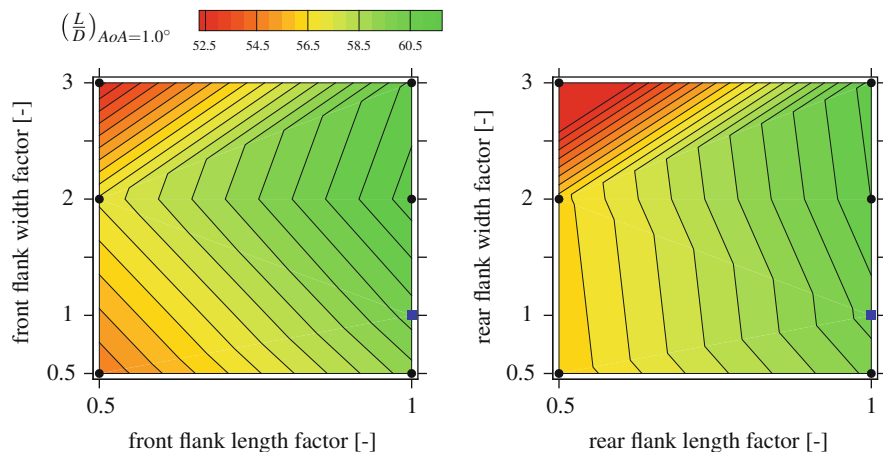 (L/D)AoA=1.0°
52.5 54.5 56.5 58.5 60.5
front flank width factor [-]
3
2
1
0.5
0.5 1
front flank length factor [-]
rear flank width factor [-]
3
2
1
0.5
0.5 1
rear flank length factor [-]